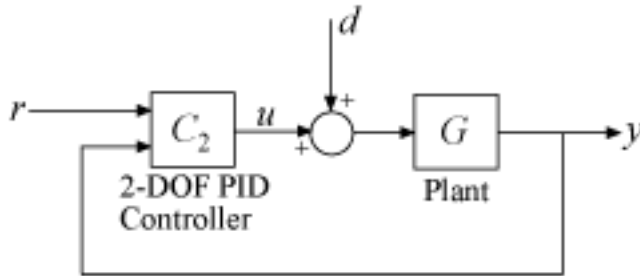 d
r
C2
u
+
+
G
y
2-DOF PID
Controller
Plant